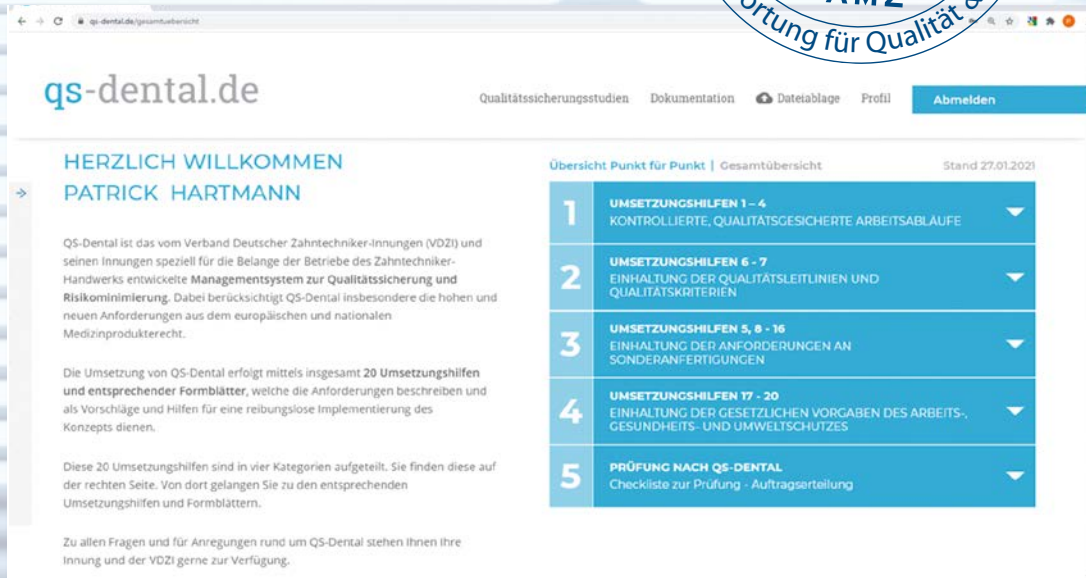 qs-dental.de/gesamtuebersicht
AMZ
ortung für Qualität &
qs-dental.de
Qualitätssicherungsstudien Dokumentation Dateiablage Profil Abmelden
HERZLICH WILLKOMMEN
PATRICK HARTMANN
QS-Dental ist das vom Verband Deutscher Zahntechniker-Innungen (VDZI) und
seinen Innungen speziell für die Belange der Betriebe des Zahntechniker-
Handwerks entwickelte Managementsystem zur Qualitätssicherung und
Risikominimierung. Dabei berücksichtigt QS-Dental insbesondere die hohen und
neuen Anforderungen aus dem europäischen und nationalen
Medizinprodukterecht.
Die Umsetzung von QS-Dental erfolgt mittels insgesamt 20 Umsetzungshilfen
und entsprechender Formblätter, welche die Anforderungen beschreiben und
als Vorschläge und Hilfen für eine reibungslose Implementierung des
Konzepts dienen.
Diese 20 Umsetzungshilfen sind in vier Kategorien aufgeteilt. Sie finden diese auf
der rechten Seite. Von dort gelangen Sie zu den entsprechenden
Umsetzungshilfen und Formblättern.
Zu allen Fragen und für Anregungen rund um QS-Dental stehen Ihnen Ihre
Innung und der VDZI gerne zur Verfügung.
Übersicht Punkt für Punkt | Gesamtübersicht Stand 27.01.2021
1 UMSETZUNGSHILFEN 1 – 4
KONTROLLIERTE, QUALITÄTSGESICHERTE ARBEITSABLÄUFE
2 UMSETZUNGSHILFEN 6 - 7
EINHALTUNG DER QUALITÄTSLEITLINIEN UND
QUALITÄTSKRITERIEN
3 UMSETZUNGSHILFEN 5, 8 - 16
EINHALTUNG DER ANFORDERUNGEN AN
SONDERANFERTIGUNGEN
4 UMSETZUNGSHILFEN 17 - 20
EINHALTUNG DER GESETZLICHEN VORGABEN DES ARBEITS-,
GESUNDHEITS- UND UMWELTSCHUTZES
5 PRÜFUNG NACH QS-DENTAL
Checkliste zur Prüfung - Auftragserteilung